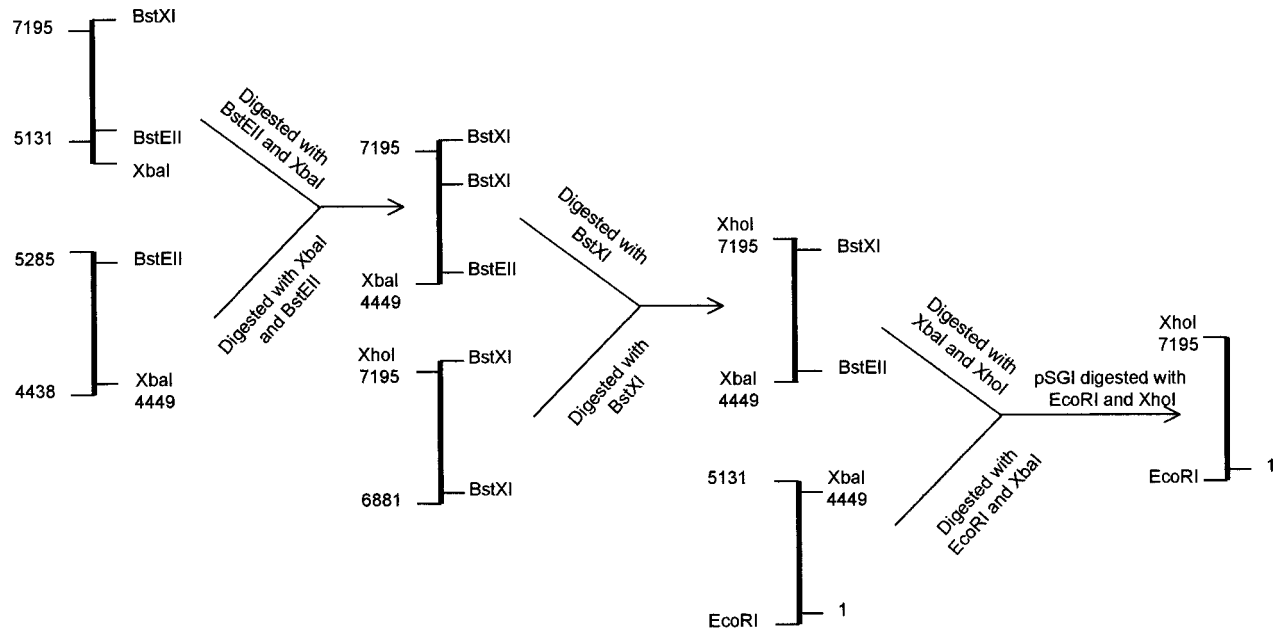 7195
BstXI
5131
BstEII
XbaI
5285
BstEII
4438
XbaI
4449
Digested with
BstEII and XbaI
Digested with XbaI
and BstEII
7195
BstXI
BstXI
BstEII
XbaI
4449
XhoI
7195
BstXI
6881
BstXI
Digested with
BstXI
Digested with
BstXI
XhoI
7195
BstXI
XbaI
4449
BstEII
5131
XbaI
4449
EcoRI
1
Digested with
XbaI and XhoI
Digested with
EcoRI and XbaI
pSGI digested with
EcoRI and XhoI
XhoI
7195
EcoRI
1